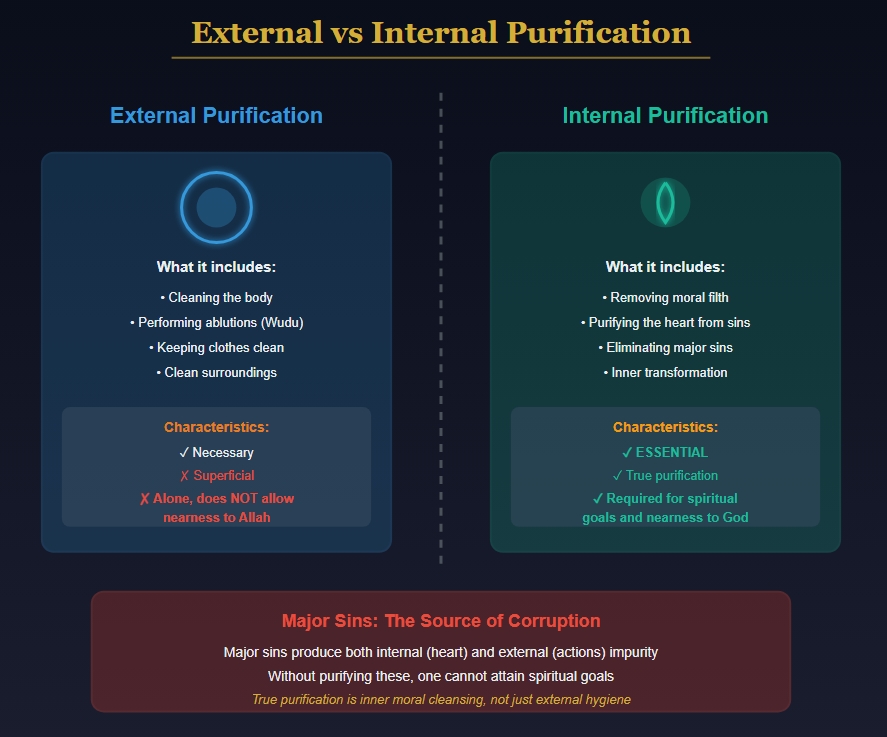 External vs Internal Purification
External Purification
What it includes:
• Cleaning the body
• Performing ablutions (Wudu)
• Keeping clothes clean
• Clean surroundings
Characteristics:
✓ Necessary
✗ Superficial
✗ Alone, does NOT allow
nearness to Allah
Internal Purification
What it includes:
• Removing moral filth
• Purifying the heart from sins
• Eliminating major sins
• Inner transformation
Characteristics:
✓ ESSENTIAL
✓ True purification
✓ Required for spiritual
goals and nearness to God
Major Sins: The Source of Corruption
Major sins produce both internal (heart) and external (actions) impurity
Without purifying these, one cannot attain spiritual goals
True purification is inner moral cleansing, not just external hygiene